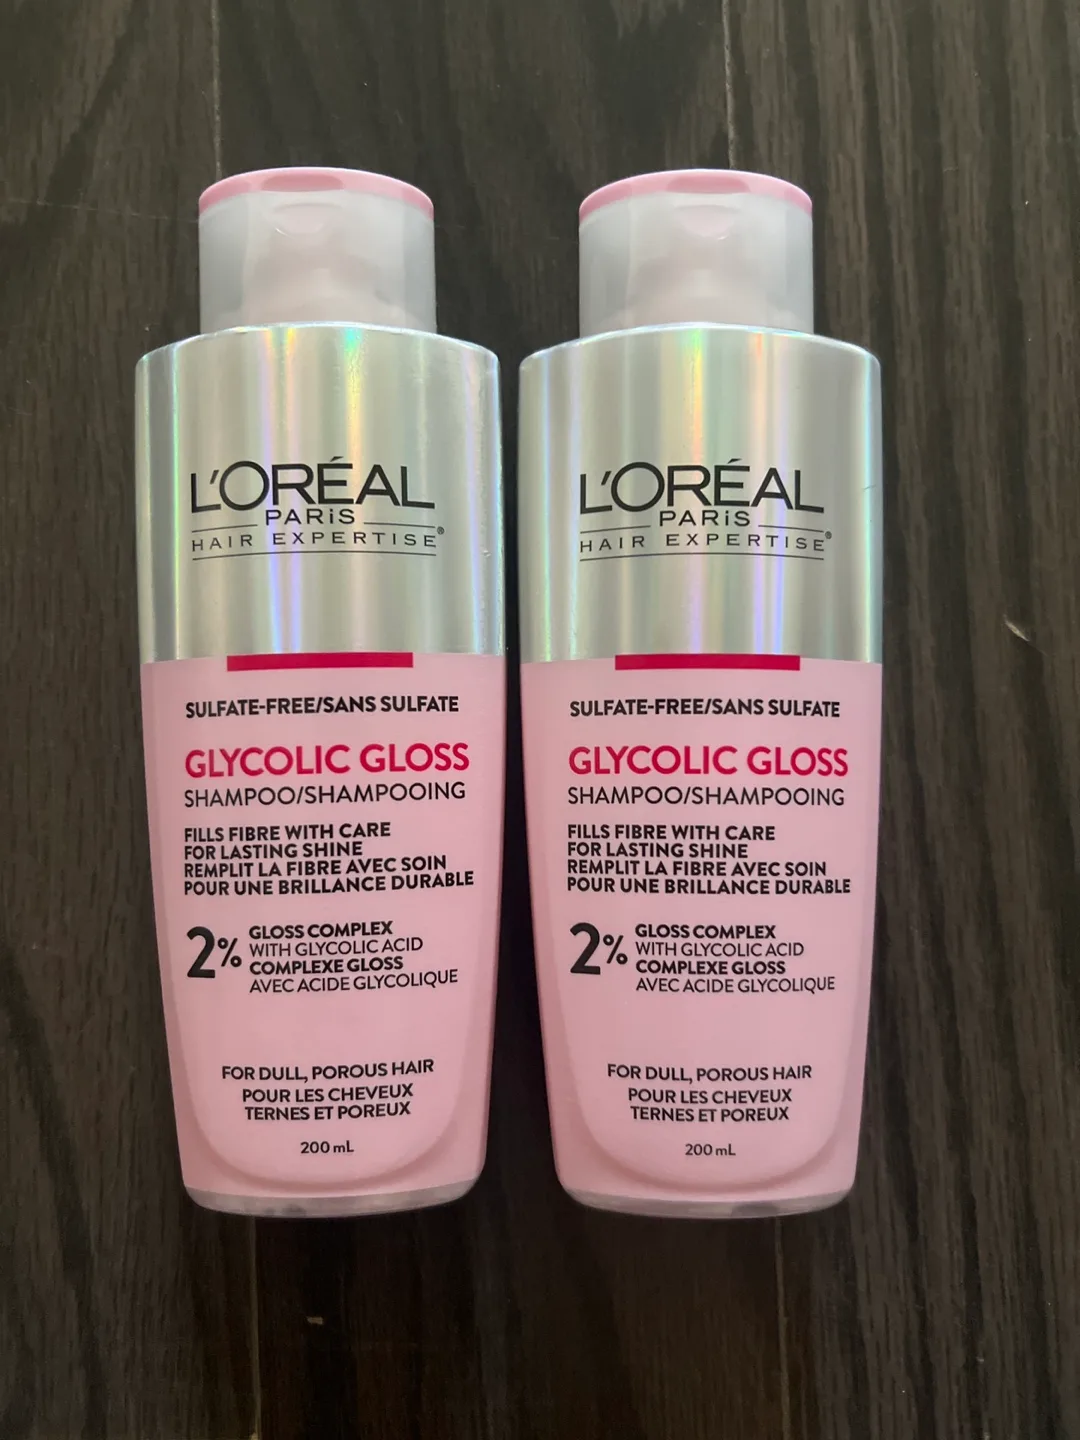 L'ORÉAL
PARiS
HAIR EXPERTISE®
SULFATE-FREE/SANS SULFATE
GLYCOLIC GLOSS
SHAMPOO/SHAMPOOING
FILLS FIBRE WITH CARE
FOR LASTING SHINE
REMPLIT LA FIBRE AVEC SOIN
POUR UNE BRILLANCE DURABLE
2% GLOSS COMPLEX
WITH GLYCOLIC ACID
COMPLEXE GLOSS
AVEC ACIDE GLYCOLIQUE
FOR DULL, POROUS HAIR
POUR LES CHEVEUX
TERNES ET POREUX
200 mL
L'ORÉAL
PARiS
HAIR EXPERTISE®
SULFATE-FREE/SANS SULFATE
GLYCOLIC GLOSS
SHAMPOO/SHAMPOOING
FILLS FIBRE WITH CARE
FOR LASTING SHINE
REMPLIT LA FIBRE AVEC SOIN
POUR UNE BRILLANCE DURABLE
2% GLOSS COMPLEX
WITH GLYCOLIC ACID
COMPLEXE GLOSS
AVEC ACIDE GLYCOLIQUE
FOR DULL, POROUS HAIR
POUR LES CHEVEUX
TERNES ET POREUX
200 mL